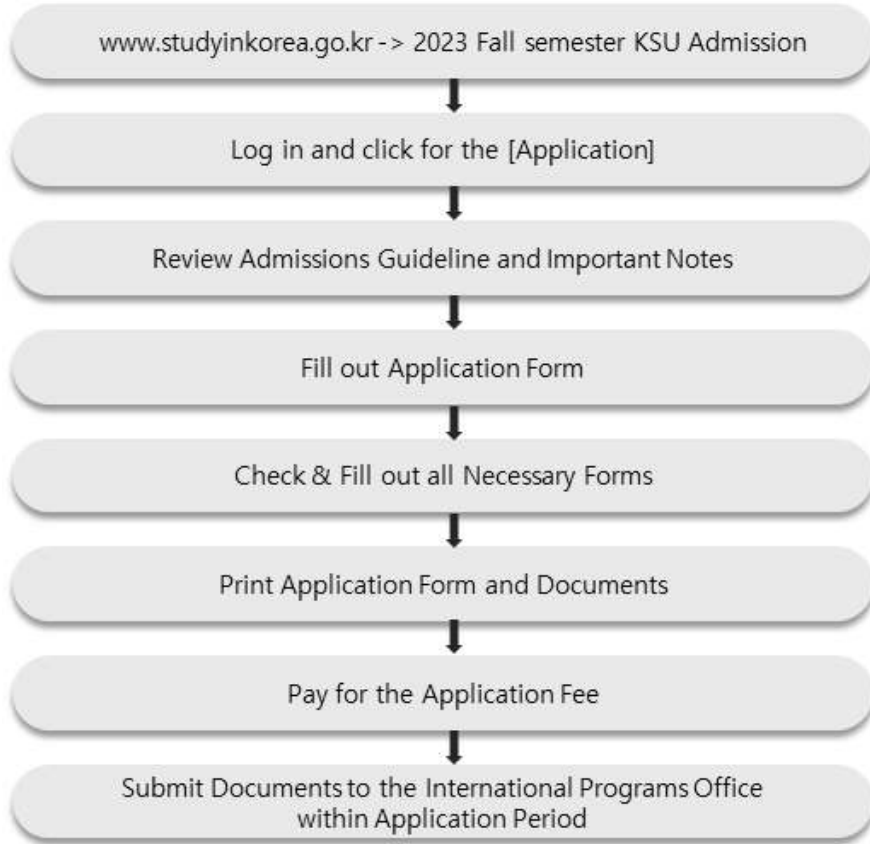 www.studyinkorea.go.kr -> 2023 Fall semester KSU Admission
Log in and click for the [Application]
Review Admissions Guideline and Important Notes
Fill out Application Form
Check & Fill out all Necessary Forms
Print Application Form and Documents
Pay for the Application Fee
Submit Documents to the International Programs Office
within Application Period